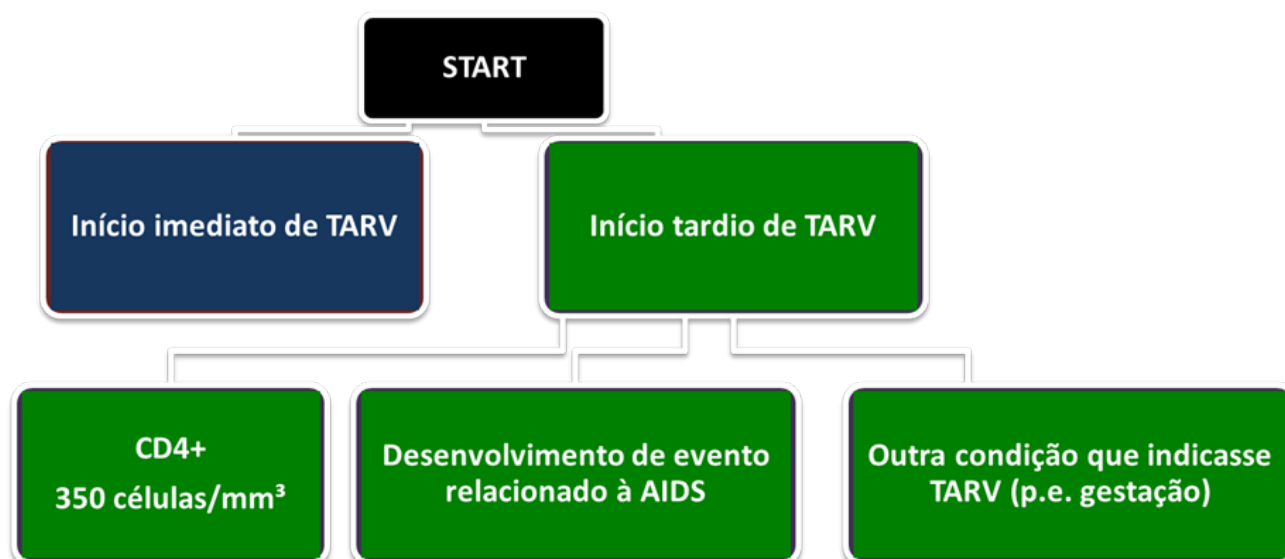 START
Início imediato de TARV
Início tardio de TARV
CD4+
350 células/mm³
Desenvolvimento de evento
relacionado à AIDS
Outra condição que indicasse
TARV (p.e. gestação)